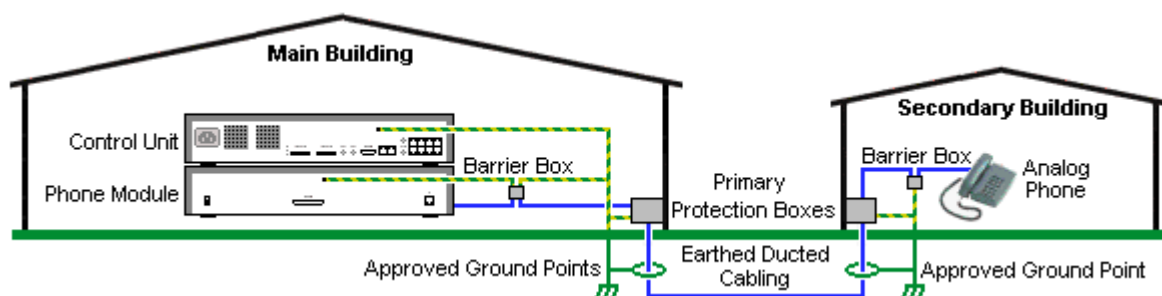 Main Building
Secondary Building
Control Unit
Barrier Box
Barrier Box
Phone Module
Primary
Protection Boxes
Analog
Phone
Approved Ground Points
Earthed Ducted
Cabling
Approved Ground Point